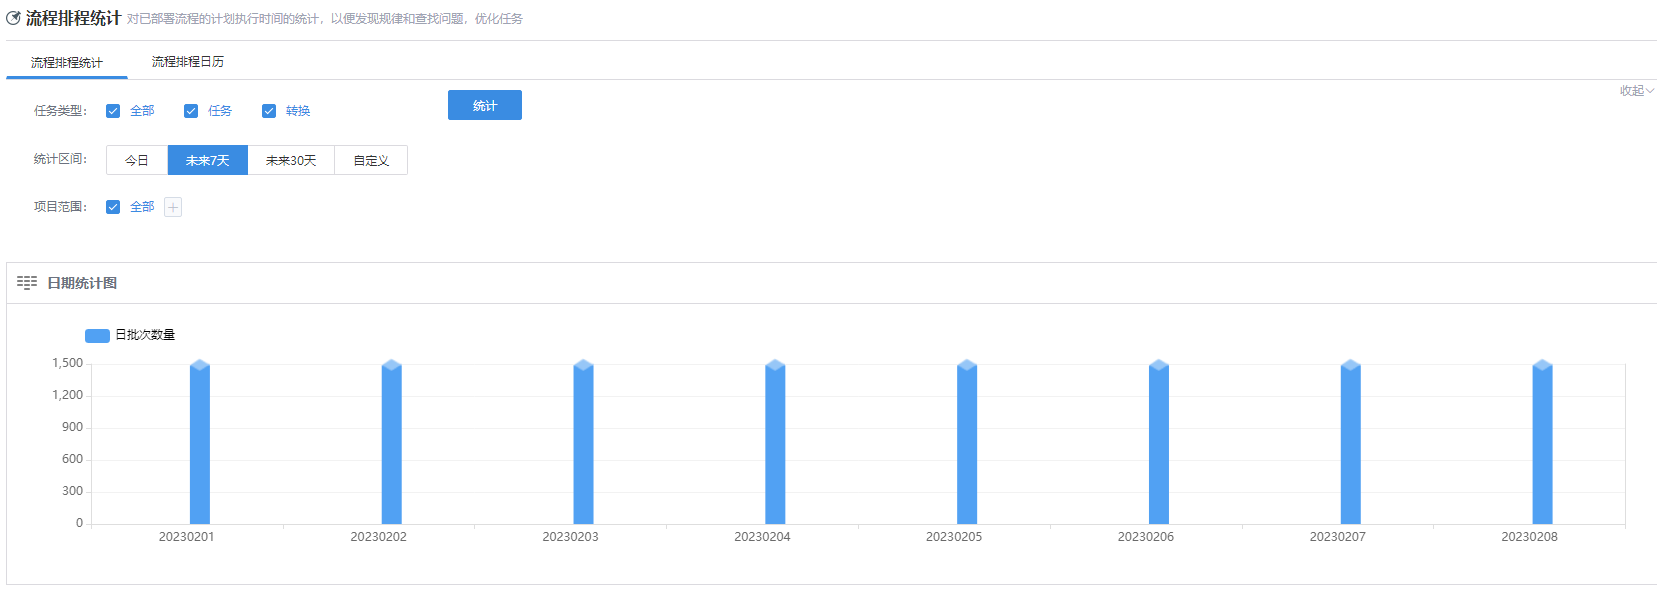 流程排程统计 对已部署流程的计划执行时间的统计，以便发现规律和查找问题，优化任务
流程排程统计 流程排程日历
收起
任务类型： 全部 任务 转换 统计
统计区间： 今日 未来7天 未来30天 自定义
项目范围： 全部
日期统计图
日批次数量
1,500
1,200
900
600
300
0
20230201 20230202 20230203 20230204 20230205 20230206 20230207 20230208